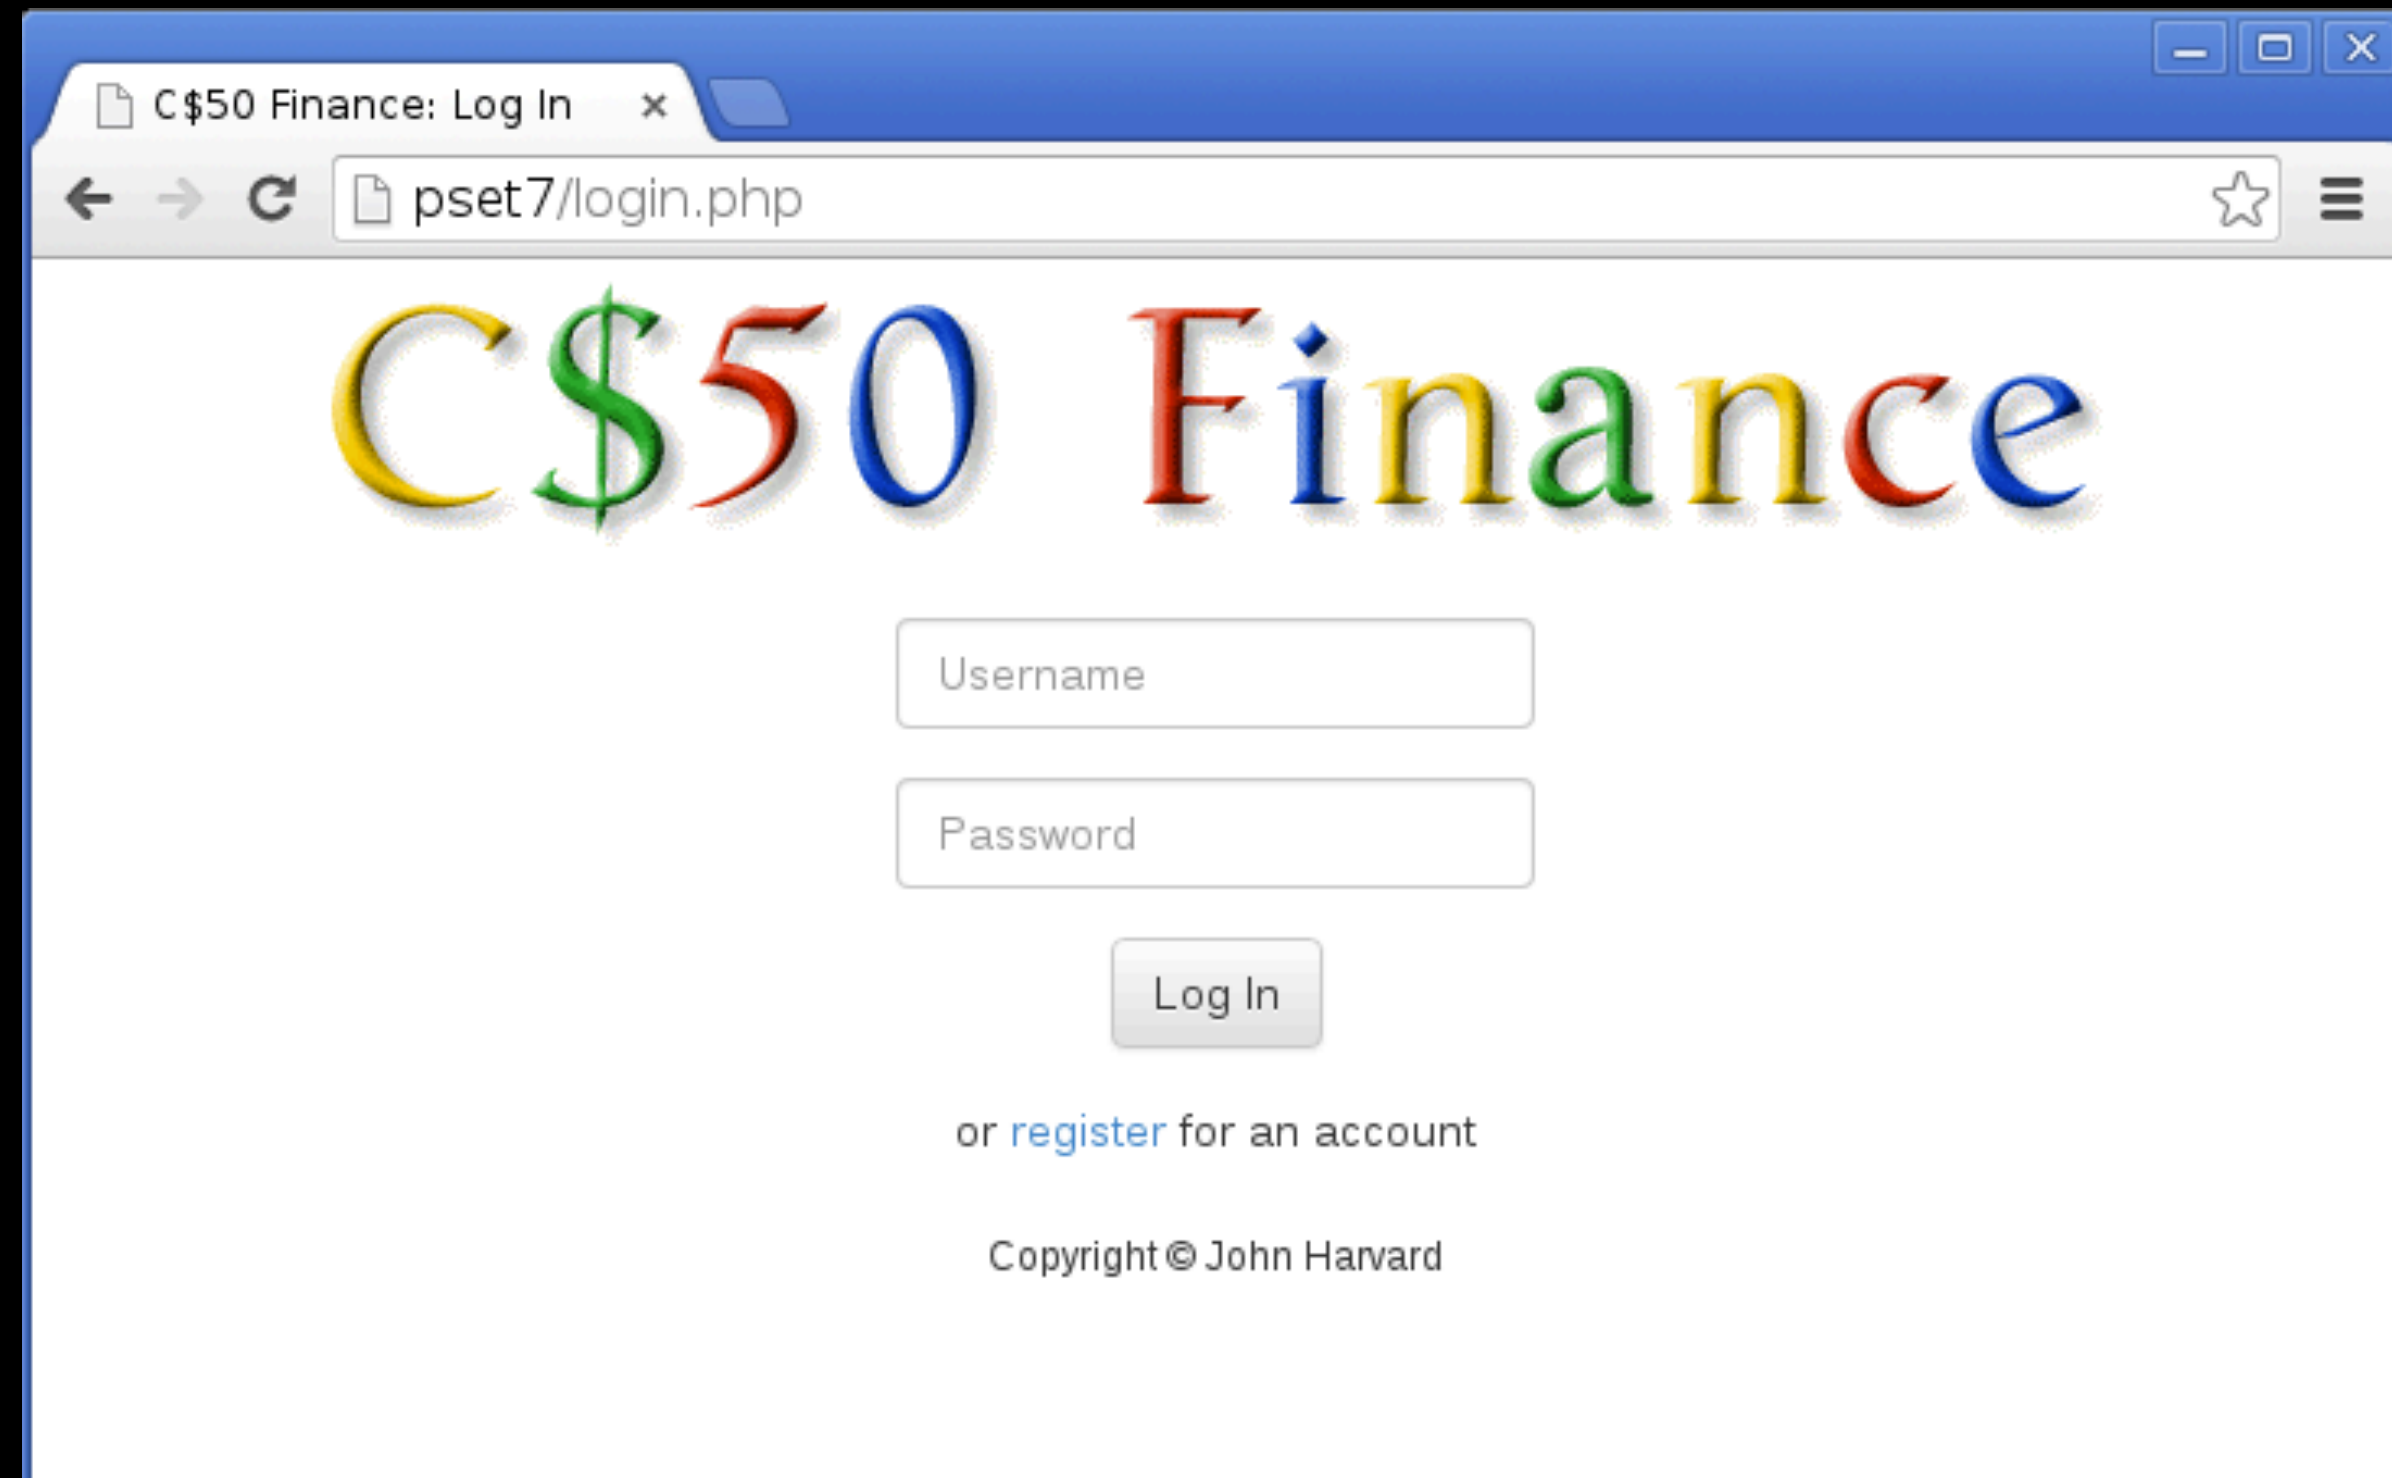 C$50 Finance: Log In
pset7/login.php
C$50 Finance
Username
Password
Log In
or register for an account
Copyright © John Harvard